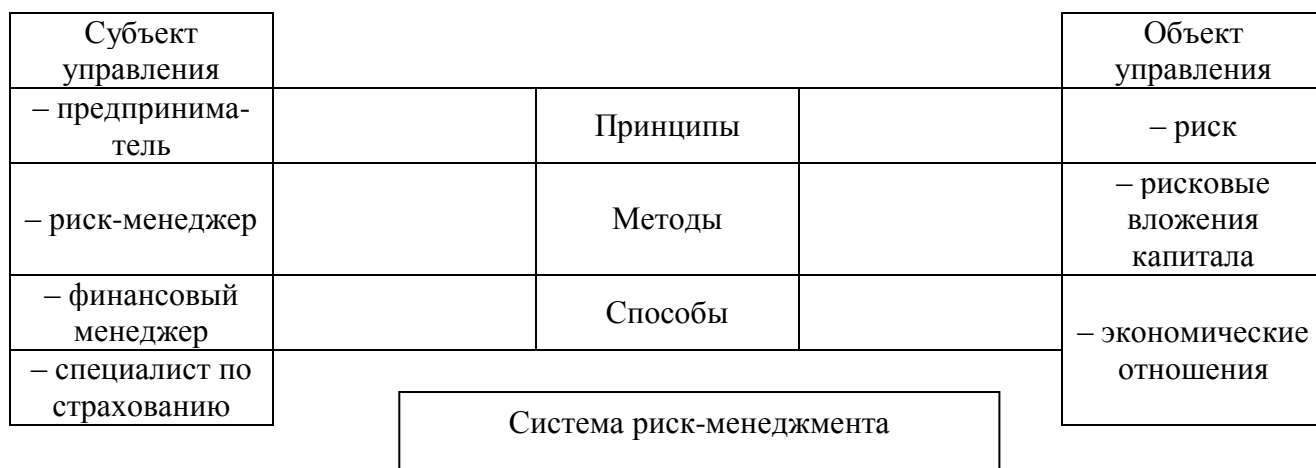 Субъект
управления
Объект
управления
– предпринима-
тель
Принципы
– риск
– риск-менеджер
Методы
– рисковые
вложения
капитала
– финансовый
менеджер
Способы
– экономические
отношения
– специалист по
страхованию
Система риск-менеджмента